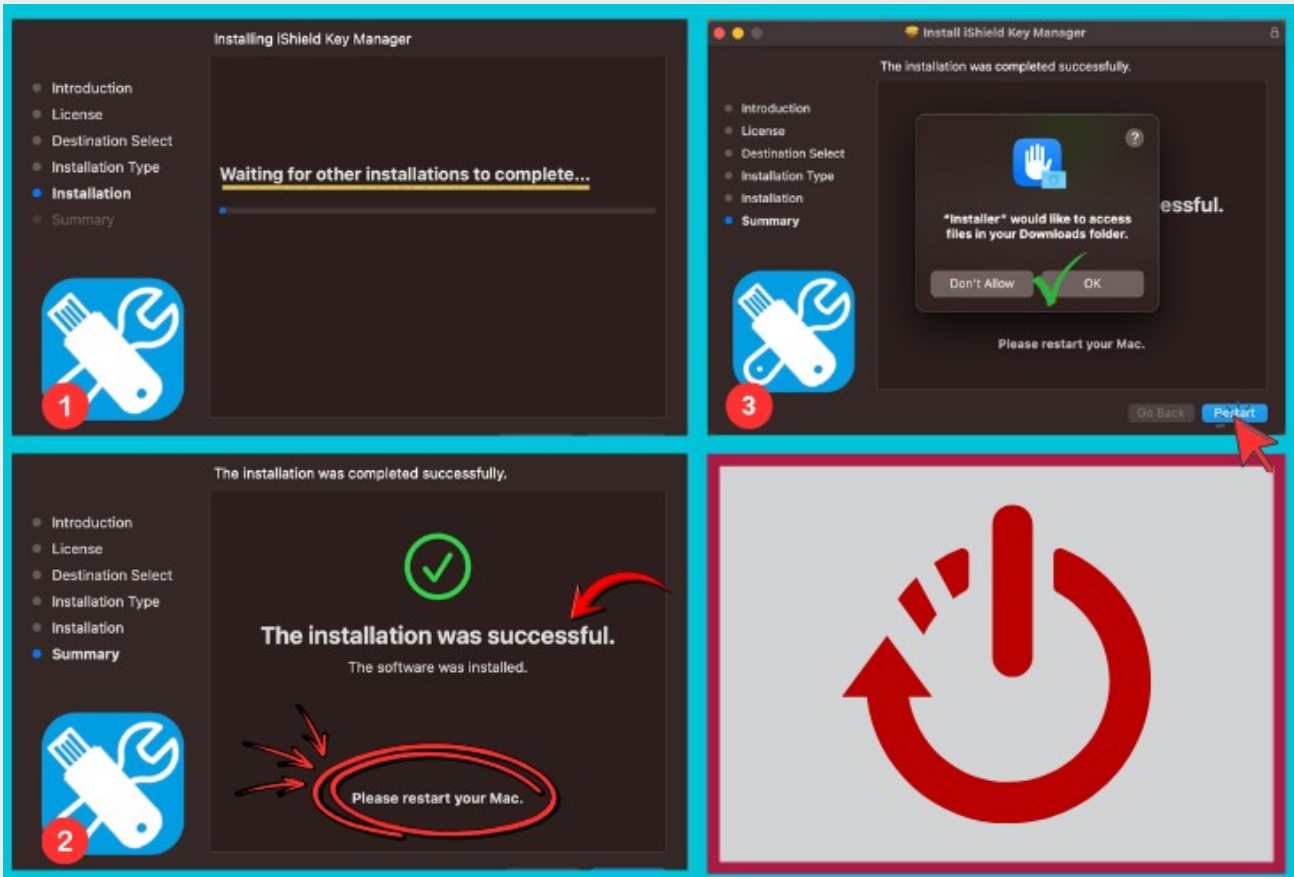 Installing iShield Key Manager
Introduction
License
Destination Select
Installation Type
Installation
Summary
Waiting for other installations to complete...
1
The installation was completed successfully.
Introduction
License
Destination Select
Installation Type
Installation
Summary
The installation was successful.
The software was installed.
Please restart your Mac.
2
Install iShield Key Manager
The installation was completed successfully.
Introduction
License
Destination Select
Installation Type
Installation
Summary
?
essful.
"Installer" would like to access
files in your Downloads folder.
Don't Allow OK
Please restart your Mac.
3
Go Back Restart